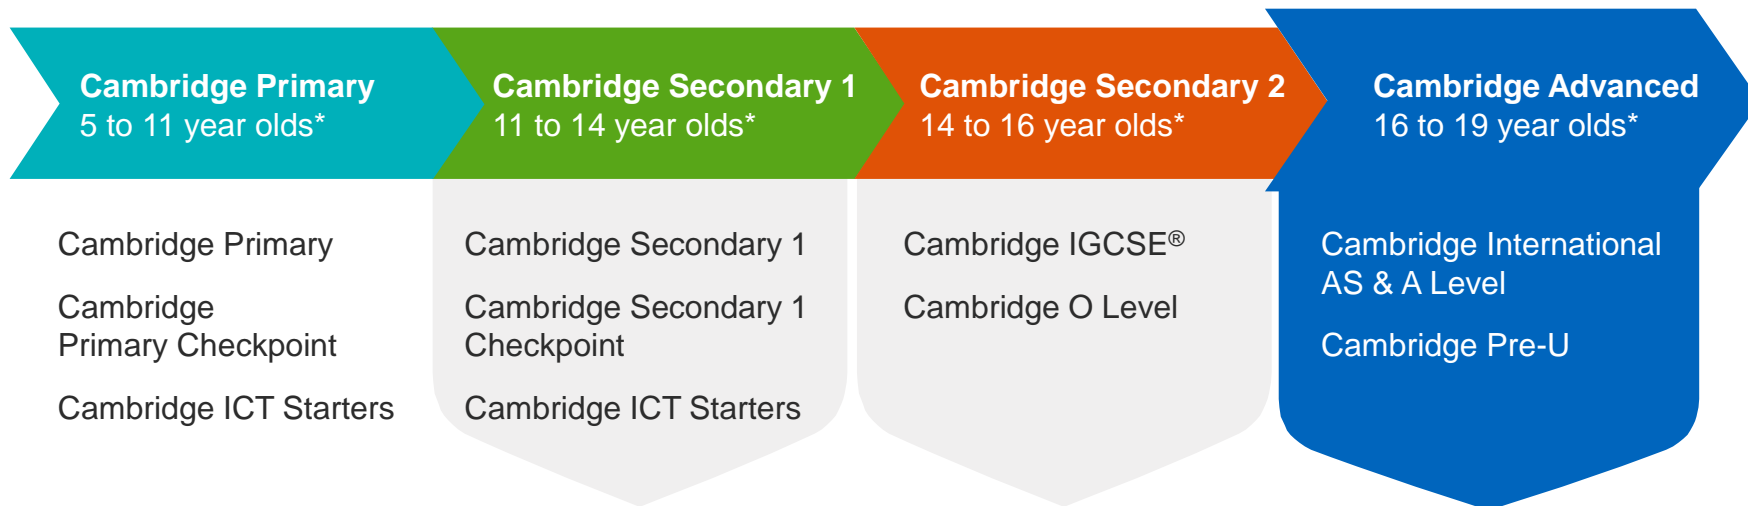 Cambridge Primary
5 to 11 year olds*
Cambridge Secondary 1
11 to 14 year olds*
Cambridge Secondary 2
14 to 16 year olds*
Cambridge Advanced
16 to 19 year olds*
Cambridge Primary
Cambridge
Primary Checkpoint
Cambridge ICT Starters
Cambridge Secondary 1
Cambridge Secondary 1
Checkpoint
Cambridge ICT Starters
Cambridge IGCSE®
Cambridge O Level
Cambridge International
AS & A Level
Cambridge Pre-U